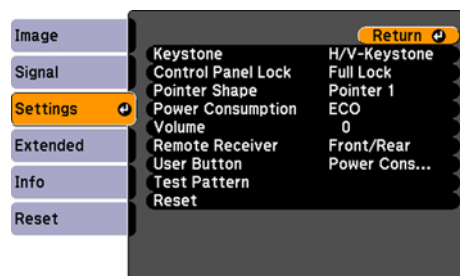 Image
Signal
Settings
Extended
Info
Reset
Return
Keystone H/V-Keystone
Control Panel Lock Full Lock
Pointer Shape Pointer 1
Power Consumption ECO
Volume 0
Remote Receiver Front/Rear
User Button Power Cons...
Test Pattern
Reset